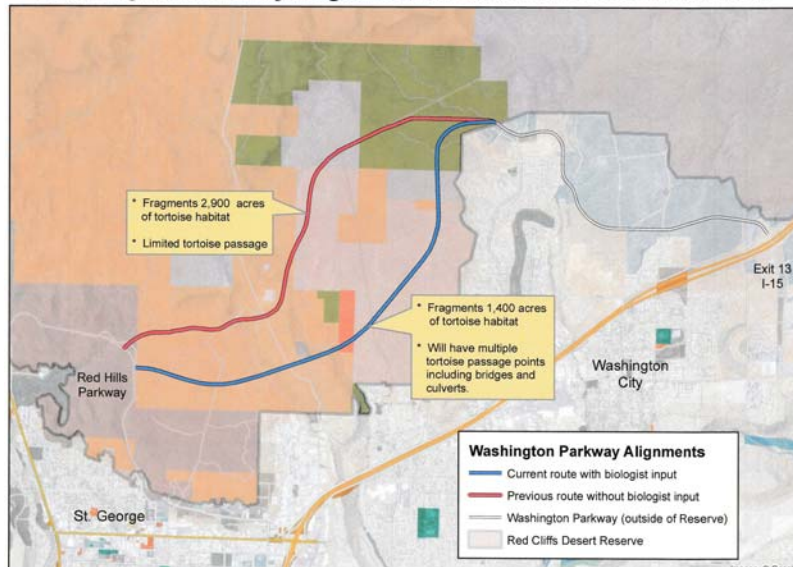 * Fragments 2,900 acres
of tortoise habitat
* Limited tortoise passage
Exit 13
I-15
* Fragments 1,400 acres
of tortoise habitat
* Will have multiple
tortoise passage points
including bridges and
culverts.
Red Hills
Parkway
Washington
City
St. George
Washington Parkway Alignments
Current route with biologist input
Previous route without biologist input
Washington Parkway (outside of Reserve)
Red Cliffs Desert Reserve